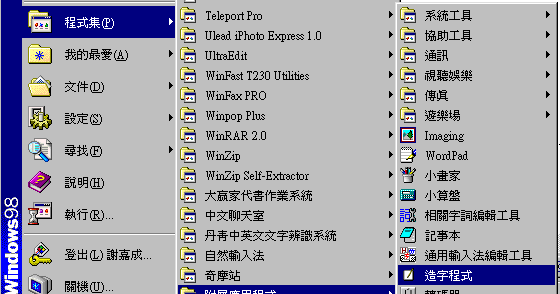 程式集(P)
我的最愛(A)
文件(D)
設定(S)
尋找(F)
說明(H)
執行(R)...
登出(L) 謝嘉成...
關機(U)...
Windows98
Teleport Pro
Ulead iPhoto Express 1.0
UltraEdit
WinFast T230 Utilities
WinFax PRO
Winpop Plus
WinRAR 2.0
WinZip
WinZip Self-Extractor
大贏家代書作業系統
中文聊天室
丹青中英文文字辨識系統
自然輸入法
奇摩站
附屬應用程式
系統工具
協助工具
通訊
視聽娛樂
傳真
遊樂場
Imaging
WordPad
小畫家
小算盤
相關字詞編輯工具
記事本
通用輸入法編輯工具
造字程式